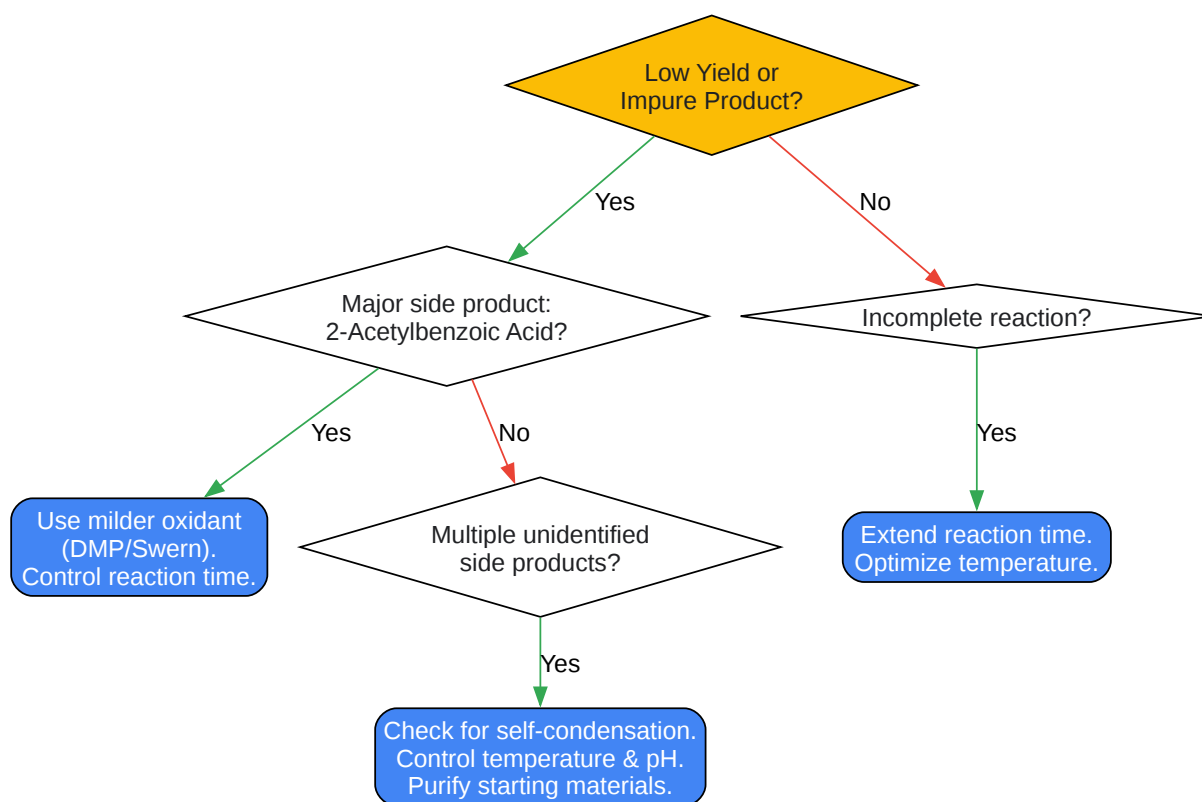 Low Yield or
Impure Product?
Yes
No
Major side product:
2-Acetylbenzoic Acid?
Incomplete reaction?
Yes
No
Yes
Use milder oxidant
(DMP/Swern).
Control reaction time.
Multiple unidentified
side products?
Extend reaction time.
Optimize temperature.
Yes
Check for self-condensation.
Control temperature & pH.
Purify starting materials.